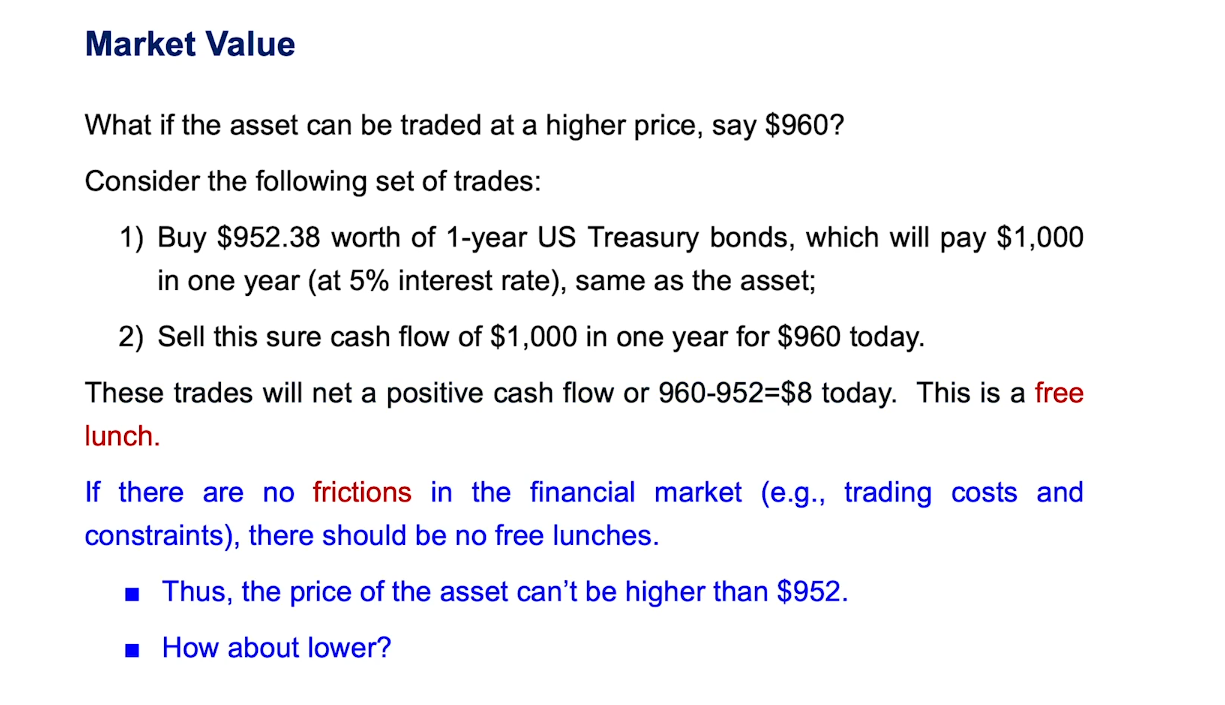 Market Value
What if the asset can be traded at a higher price, say $960?
Consider the following set of trades:
1) Buy $952.38 worth of 1-year US Treasury bonds, which will pay $1,000
in one year (at 5% interest rate), same as the asset;
2) Sell this sure cash flow of $1,000 in one year for $960 today.
These trades will net a positive cash flow or 960-952=$8 today. This is a free
lunch.
If there are no frictions in the financial market (e.g., trading costs and
constraints), there should be no free lunches.
■ Thus, the price of the asset can’t be higher than $952.
■ How about lower?